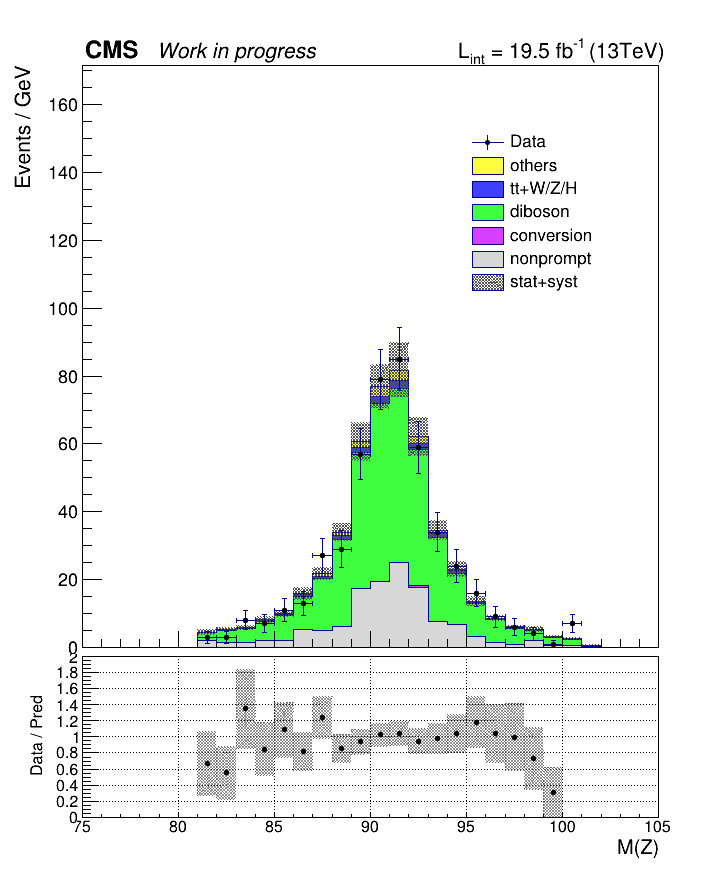 CMS Work in progress L_int = 19.5 fb^-1 (13TeV)
Events / GeV
160
140
120
100
80
60
40
20
0
Data
others
tt+W/Z/H
diboson
conversion
nonprompt
stat+syst
Data / Pred
2
1.8
1.6
1.4
1.2
1
0.8
0.6
0.4
0.2
0
75 80 85 90 95 100 105
M(Z)